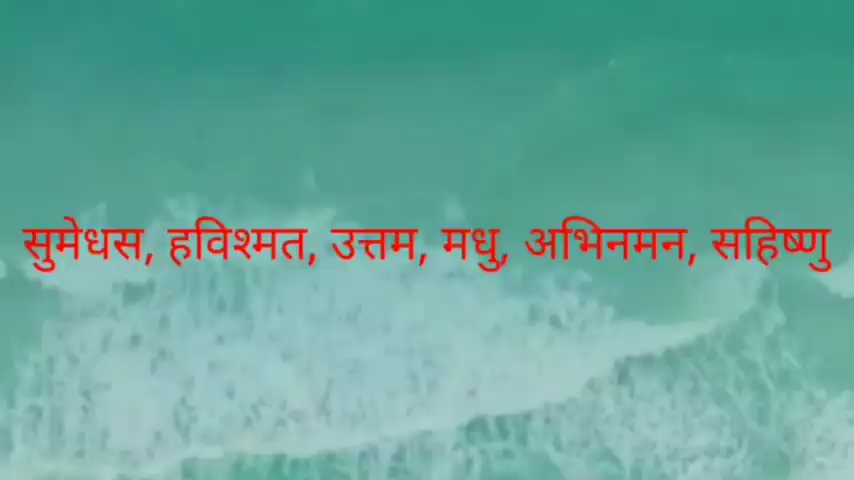 सुमेधस, हविश्मत, उत्तम, मधु, अभिनमन, सहिष्णु